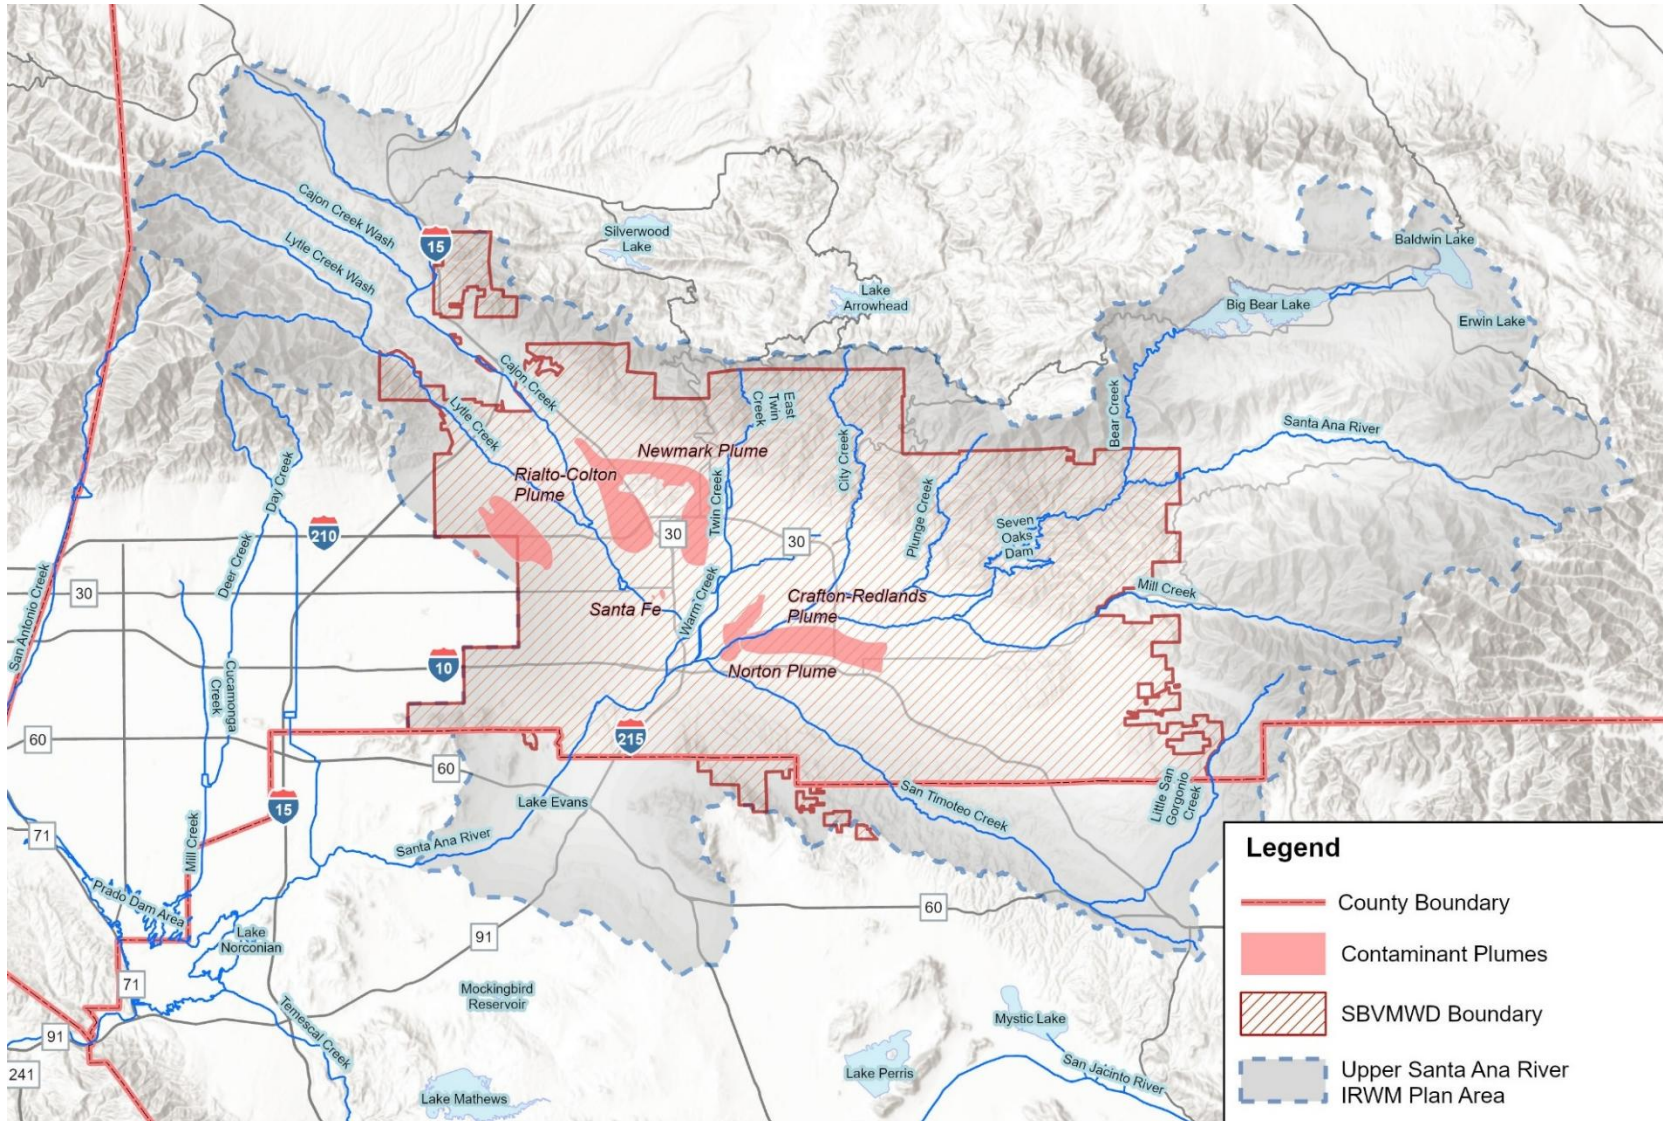 Cajon Creek Wash
Lytle Creek Wash
15
Silverwood
Lake
Lake
Arrowhead
Baldwin Lake
Big Bear Lake
Erwin Lake
Cajon Creek
Lytle Creek
East
Twin
Creek
City Creek
Bear Creek
Santa Ana River
Newmark Plume
Rialto-Colton
Plume
Twin Creek
Plunge Creek
Seven
Oaks
Dam
Day Creek
Deer Creek
210
30
30
30
San Antonio Creek
Santa Fe
Warm Creek
Crafton-Redlands
Plume
Mill Creek
Norton Plume
10
Cucamonga
Creek
60
60
215
15
Lake Evans
Santa Ana River
San Timoteo Creek
Little San
Gorgonio
Creek
71
Mill Creek
Prado Dam Area
Lake
Norconian
91
60
71
Mockingbird
Reservoir
Temescal Creek
91
241
Lake Mathews
Lake Perris
Mystic Lake
San Jacinto River
Legend
County Boundary
Contaminant Plumes
SBVMWD Boundary
Upper Santa Ana River
IRWM Plan Area